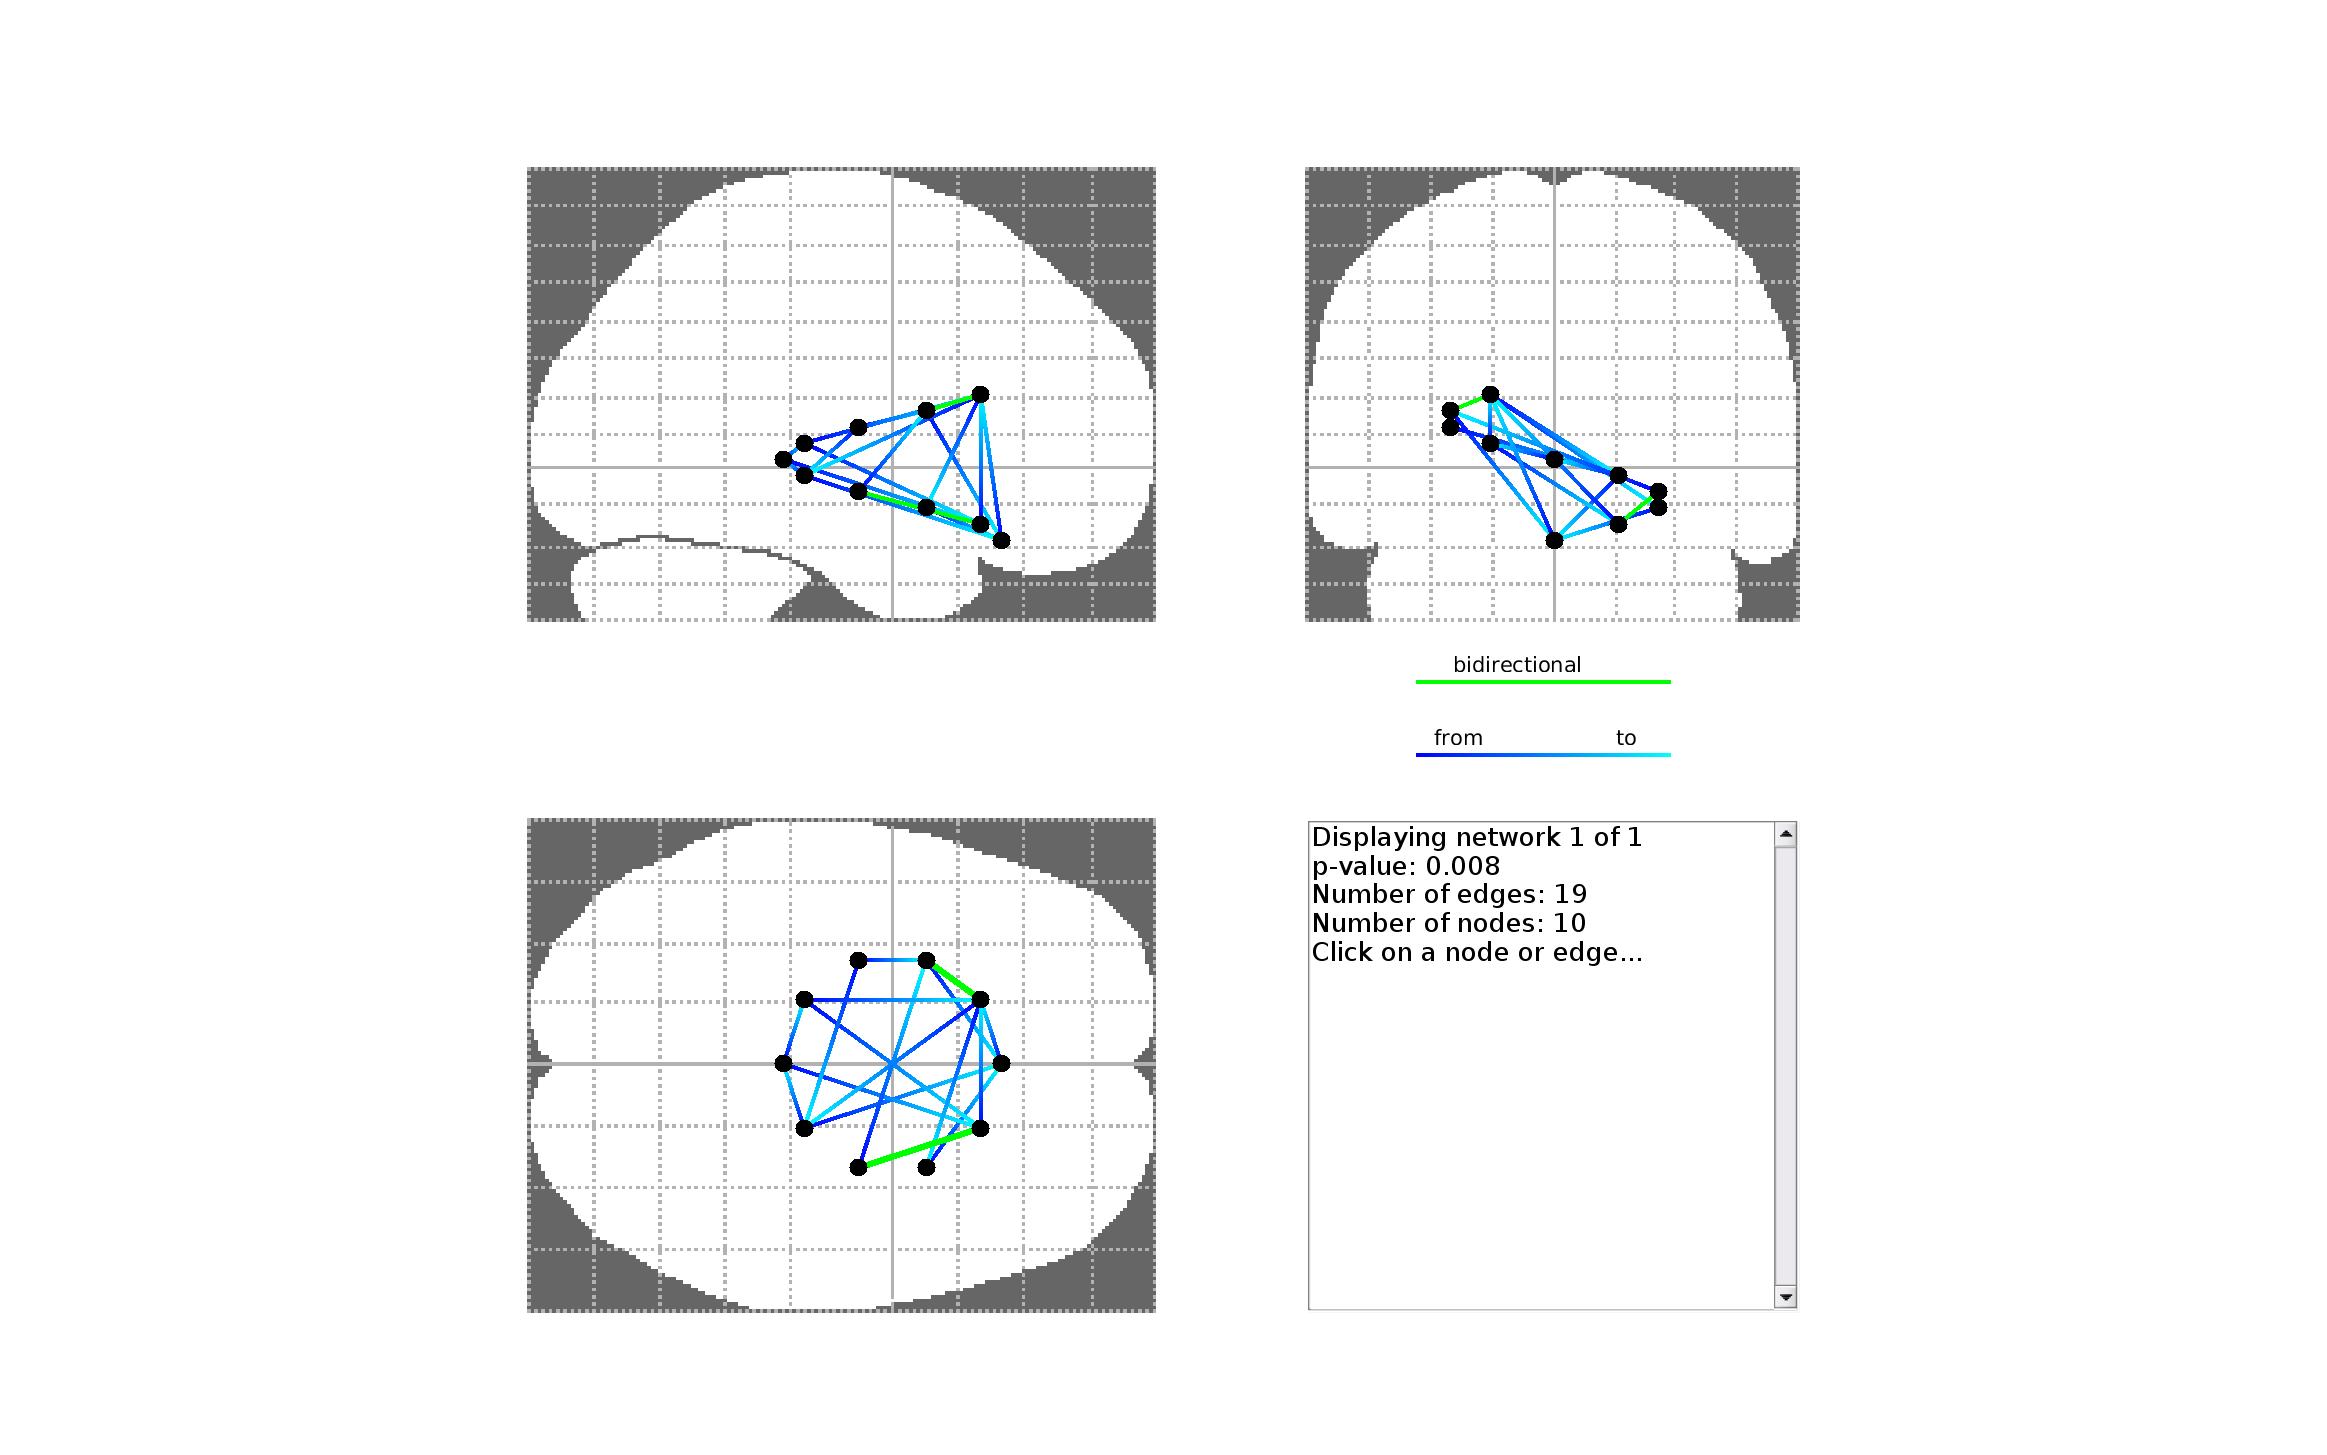 bidirectional
from to
Displaying network 1 of 1
p-value: 0.008
Number of edges: 19
Number of nodes: 10
Click on a node or edge...